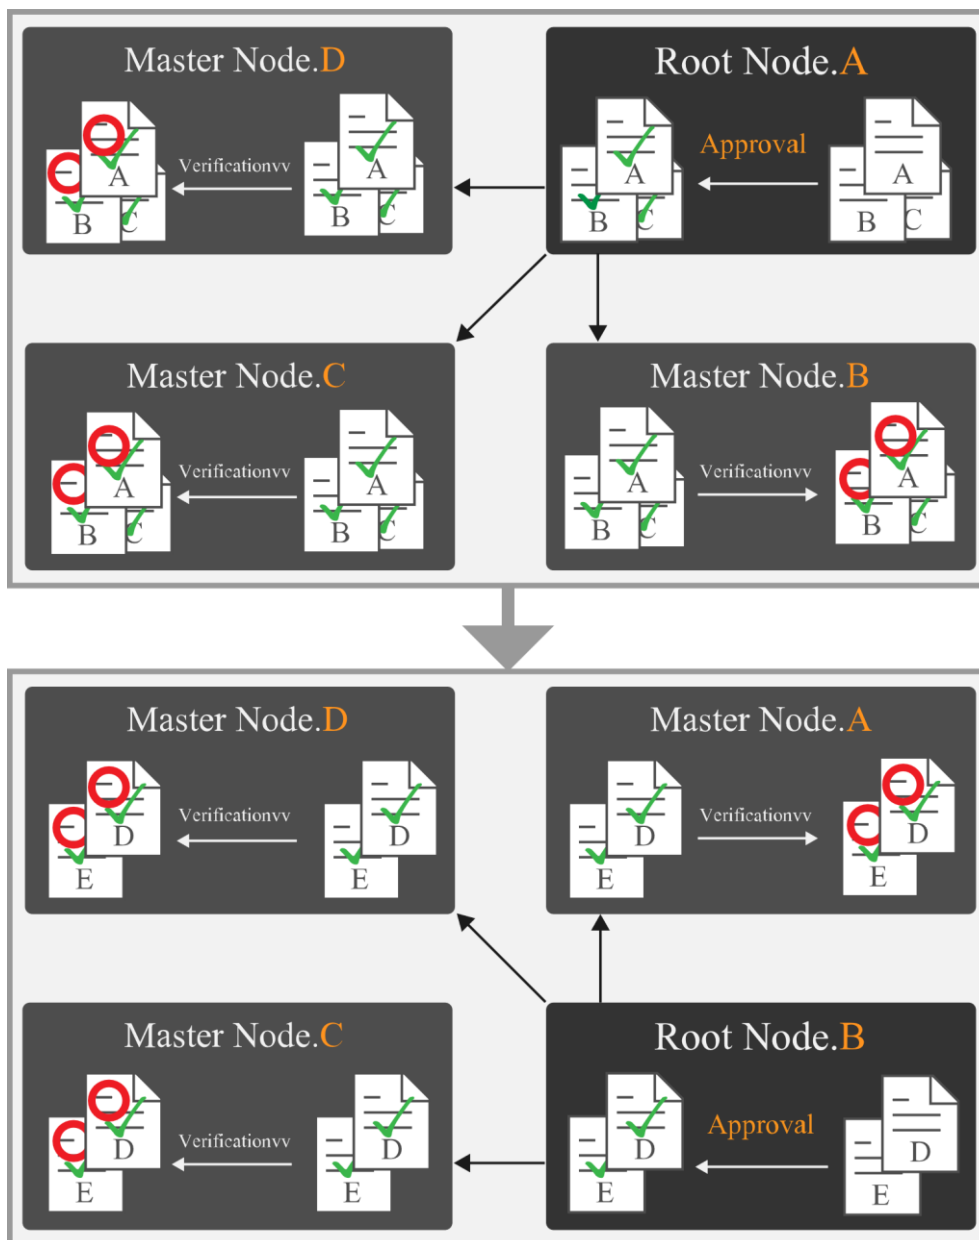 Master Node.D
A
B
C
Verificationvv
A
B
Root Node.A
A
B
C
Approval
A
B
C
Master Node.C
A
B
C
Verificationvv
A
B
C
Master Node.B
A
B
C
Verificationvv
A
B
C
Master Node.D
D
E
Verificationvv
D
E
Master Node.A
D
E
Verificationvv
D
E
Master Node.C
D
E
Verificationvv
D
E
Root Node.B
D
E
Approval
D
E